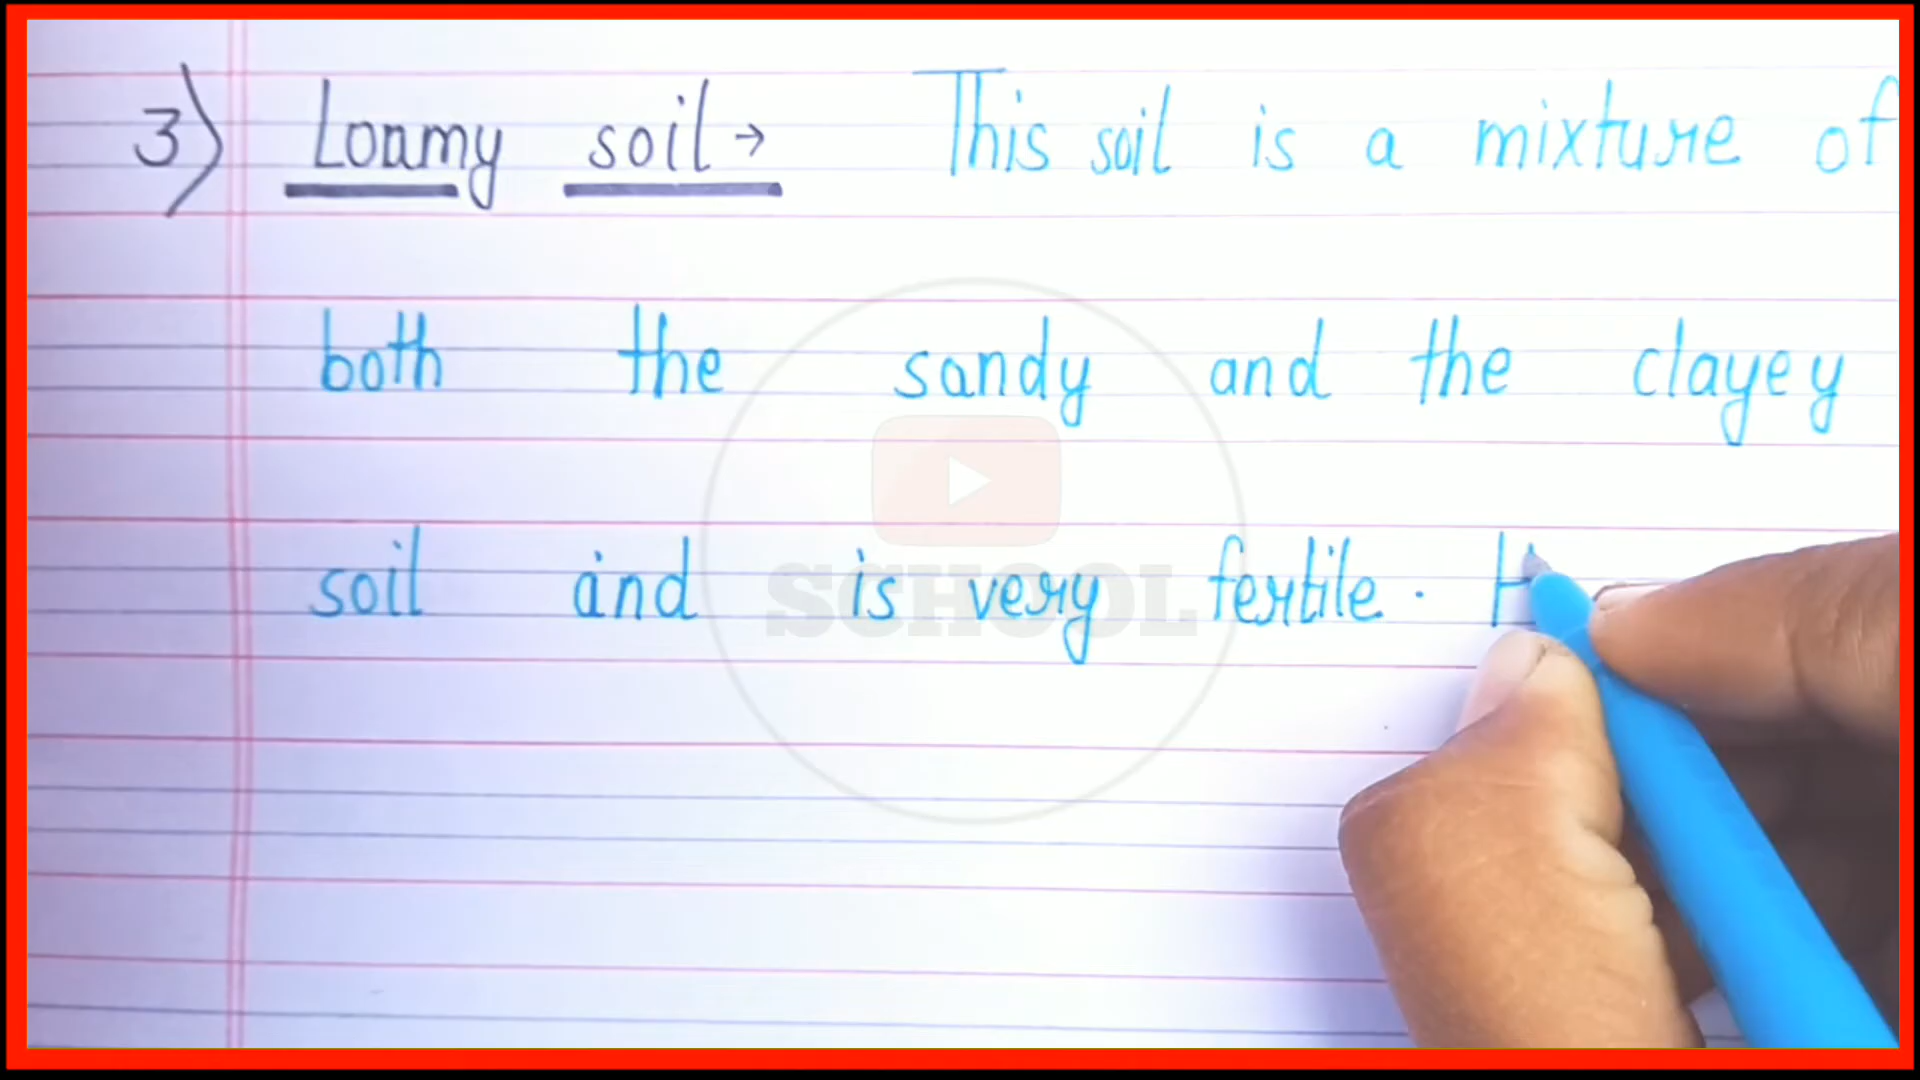 3) Loamy soil → This soil is a mixture of
both the sandy and the clayey
soil and is very fertile. H
SCHOOL